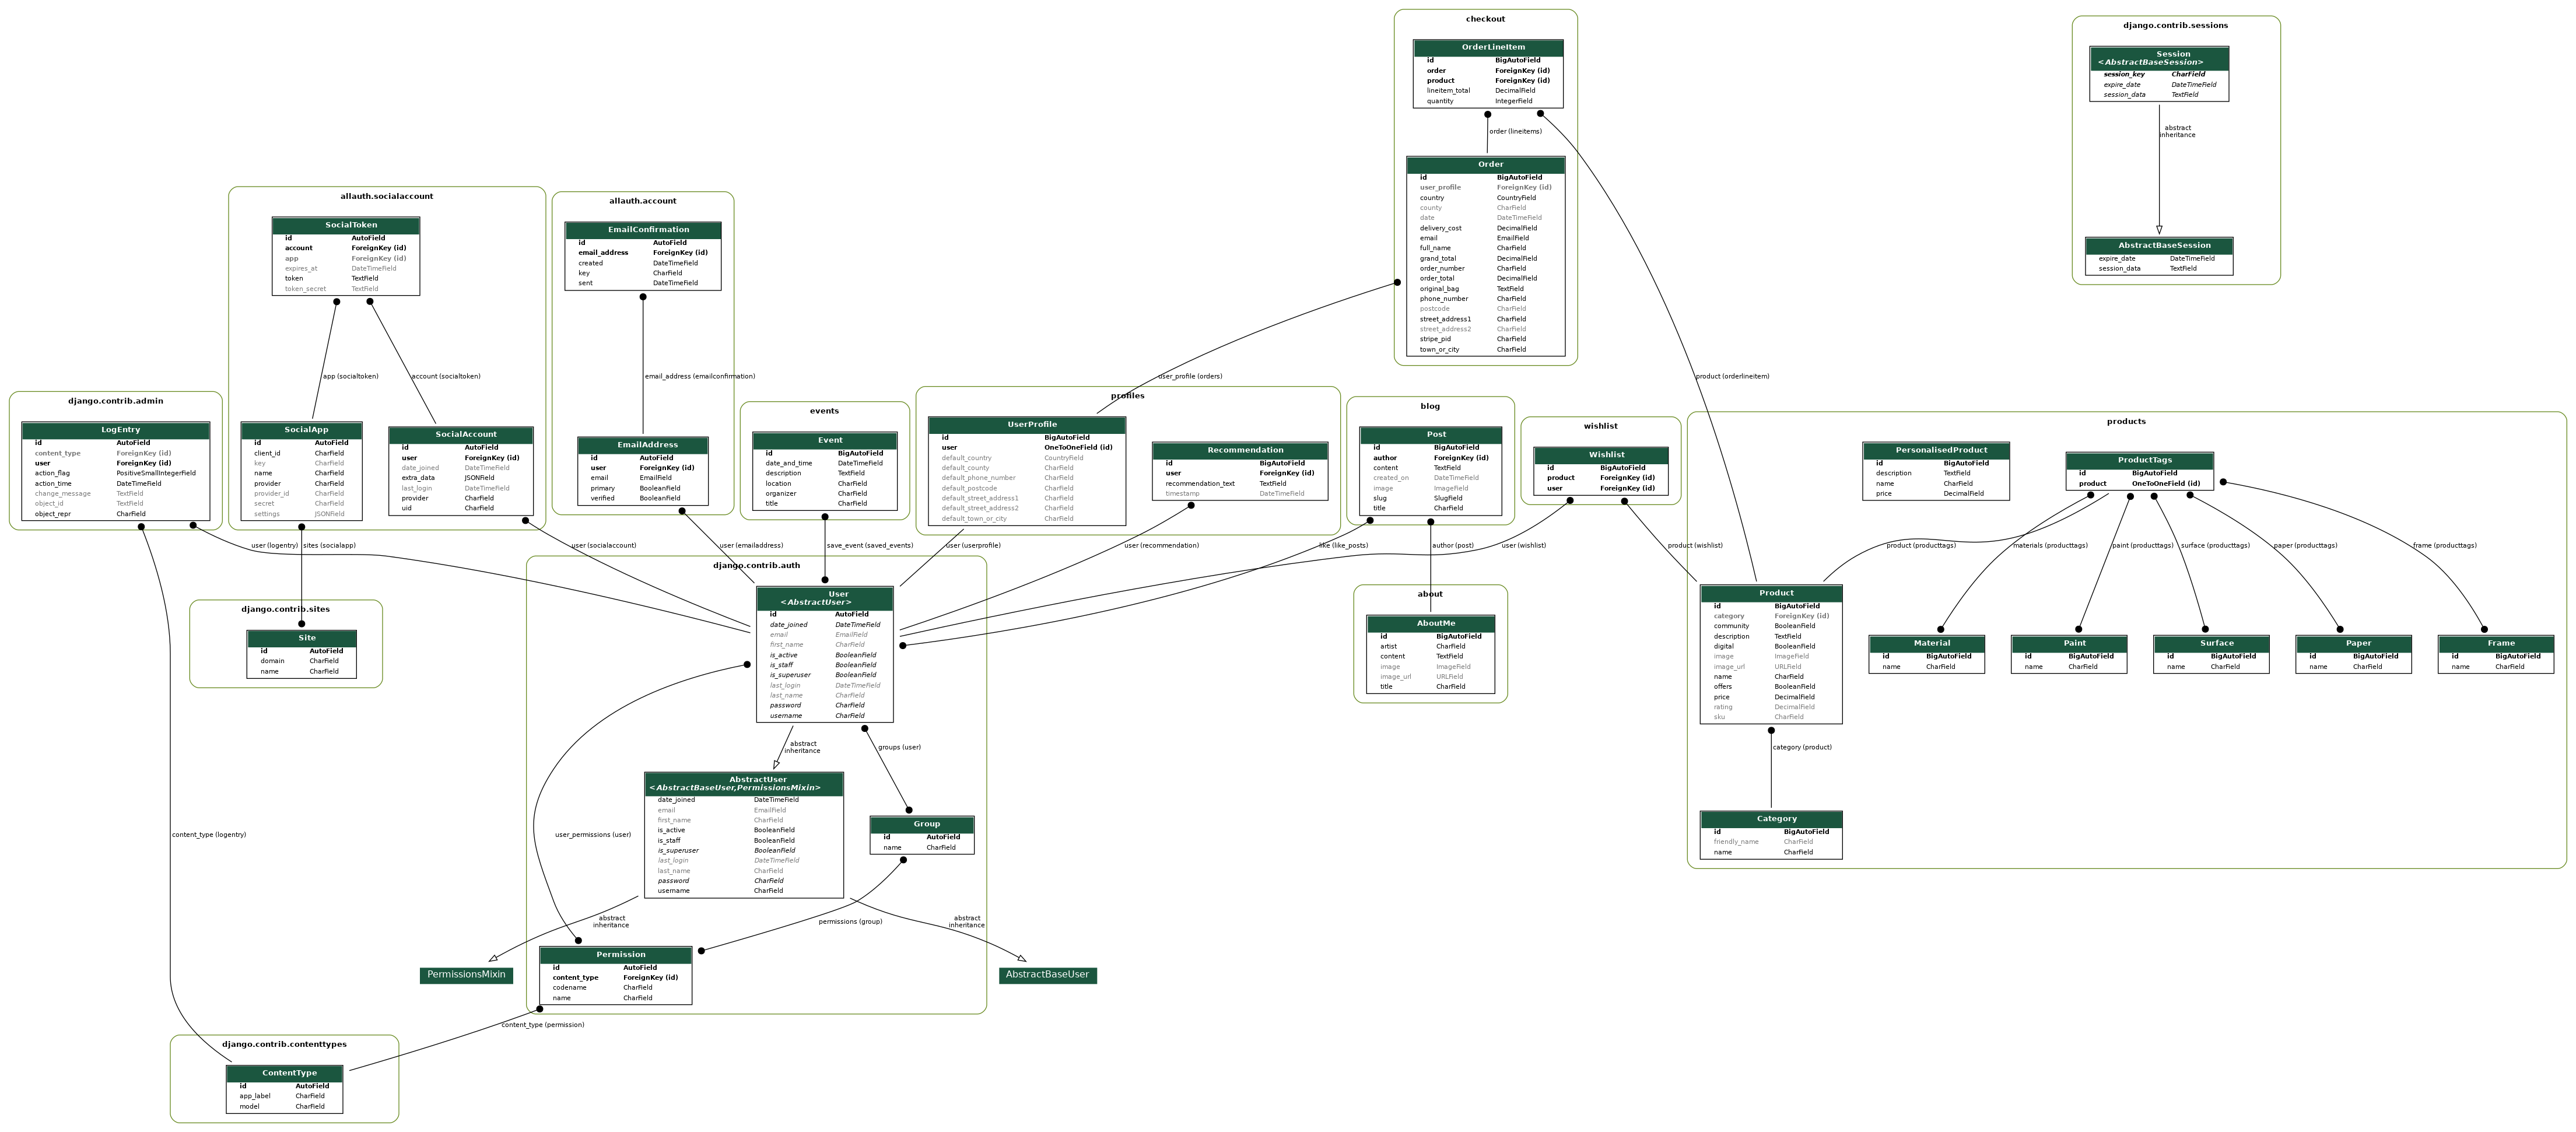 checkout
OrderLineItem
id BigAutoField
order ForeignKey (id)
product ForeignKey (id)
lineitem_total DecimalField
quantity IntegerField
order (lineitems)
Order
id BigAutoField
user_profile ForeignKey (id)
country CountryField
county CharField
date DateTimeField
delivery_cost DecimalField
email EmailField
full_name CharField
grand_total DecimalField
order_number CharField
order_total DecimalField
original_bag TextField
phone_number CharField
postcode CharField
street_address1 CharField
street_address2 CharField
stripe_pid CharField
town_or_city CharField
django.contrib.sessions
Session
<AbstractBaseSession>
session_key CharField
expire_date DateTimeField
session_data TextField
abstract
inheritance
AbstractBaseSession
expire_date DateTimeField
session_data TextField
allauth.socialaccount
SocialToken
id AutoField
account ForeignKey (id)
app ForeignKey (id)
expires_at DateTimeField
token TextField
token_secret TextField
app (socialtoken)
account (socialtoken)
SocialApp
id AutoField
client_id CharField
key CharField
name CharField
provider CharField
provider_id CharField
secret CharField
settings JSONField
SocialAccount
id AutoField
user ForeignKey (id)
date_joined DateTimeField
extra_data JSONField
last_login DateTimeField
provider CharField
uid CharField
allauth.account
EmailConfirmation
id AutoField
email_address ForeignKey (id)
created DateTimeField
key CharField
sent DateTimeField
email_address (emailconfirmation)
EmailAddress
id AutoField
user ForeignKey (id)
email EmailField
primary BooleanField
verified BooleanField
django.contrib.admin
LogEntry
id AutoField
content_type ForeignKey (id)
user ForeignKey (id)
action_flag PositiveSmallIntegerField
action_time DateTimeField
change_message TextField
object_id TextField
object_repr CharField
events
Event
id BigAutoField
date_and_time DateTimeField
description TextField
location CharField
organizer CharField
title CharField
user_profile (orders)
profiles
UserProfile
id BigAutoField
user OneToOneField (id)
default_country CountryField
default_county CharField
default_phone_number CharField
default_postcode CharField
default_street_address1 CharField
default_street_address2 CharField
default_town_or_city CharField
Recommendation
id BigAutoField
user ForeignKey (id)
recommendation_text TextField
timestamp DateTimeField
blog
Post
id BigAutoField
author ForeignKey (id)
content TextField
created_on DateTimeField
image ImageField
slug SlugField
title CharField
wishlist
Wishlist
id BigAutoField
product ForeignKey (id)
user ForeignKey (id)
product (orderlineitem)
products
PersonalisedProduct
id BigAutoField
description TextField
name CharField
price DecimalField
ProductTags
id BigAutoField
product OneToOneField (id)
user (logentry)
sites (socialapp)
user (socialaccount)
user (emailaddress)
save_event (saved_events)
user (userprofile)
user (recommendation)
like (like_posts)
author (post)
user (wishlist)
product (wishlist)
product (producttags)
materials (producttags)
paint (producttags)
surface (producttags)
paper (producttags)
frame (producttags)
django.contrib.sites
Site
id AutoField
domain CharField
name CharField
django.contrib.auth
User
<AbstractUser>
id AutoField
date_joined DateTimeField
email EmailField
first_name CharField
is_active BooleanField
is_staff BooleanField
is_superuser BooleanField
last_login DateTimeField
last_name CharField
password CharField
username CharField
about
AboutMe
id BigAutoField
artist CharField
content TextField
image ImageField
image_url URLField
title CharField
Product
id BigAutoField
category ForeignKey (id)
community BooleanField
description TextField
digital BooleanField
image ImageField
image_url URLField
name CharField
offers BooleanField
price DecimalField
rating DecimalField
sku CharField
Material
id BigAutoField
name CharField
Paint
id BigAutoField
name CharField
Surface
id BigAutoField
name CharField
Paper
id BigAutoField
name CharField
Frame
id BigAutoField
name CharField
abstract
inheritance
groups (user)
category (product)
AbstractUser
<AbstractBaseUser,PermissionsMixin>
date_joined DateTimeField
email EmailField
first_name CharField
is_active BooleanField
is_staff BooleanField
is_superuser BooleanField
last_login DateTimeField
last_name CharField
password CharField
username CharField
Group
id AutoField
name CharField
Category
id BigAutoField
friendly_name CharField
name CharField
content_type (logentry)
user_permissions (user)
abstract
inheritance
permissions (group)
abstract
inheritance
PermissionsMixin
Permission
id AutoField
content_type ForeignKey (id)
codename CharField
name CharField
AbstractBaseUser
content_type (permission)
django.contrib.contenttypes
ContentType
id AutoField
app_label CharField
model CharField